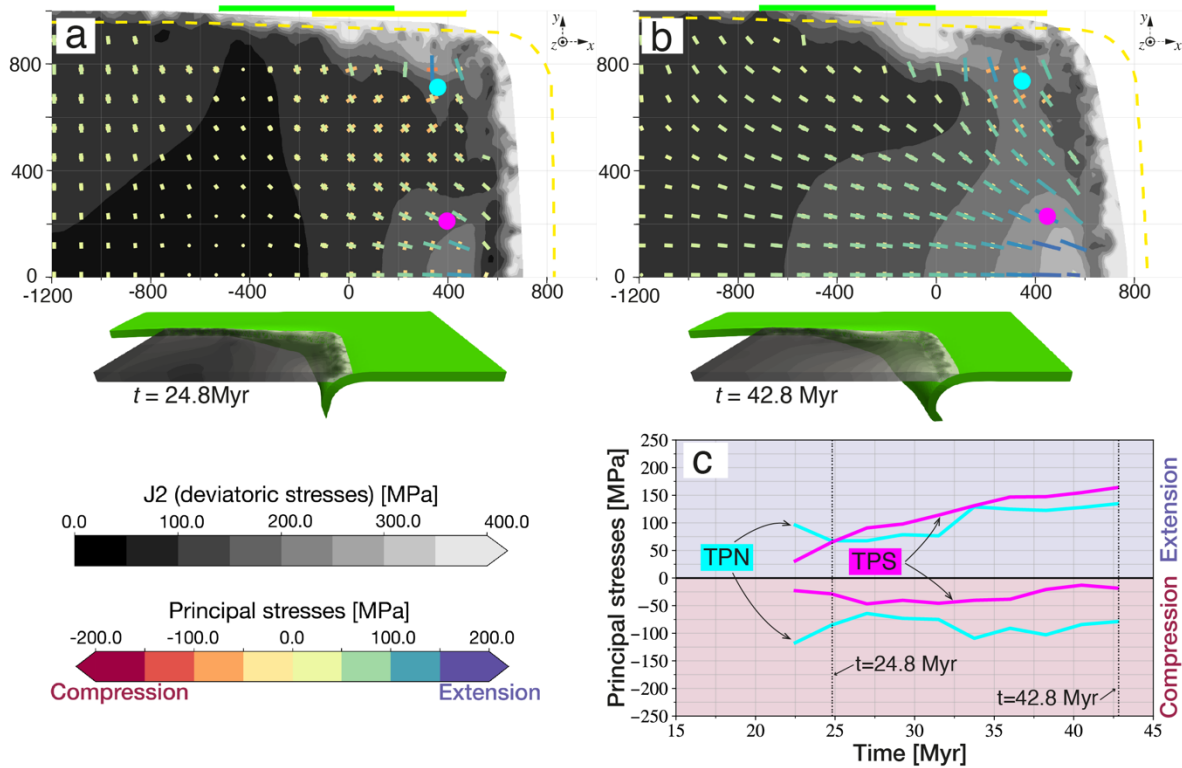 a
b
y
z
x
y
z
x
800
400
0
-1200
-800
-400
0
400
800
800
400
0
-1200
-800
-400
0
400
800
t = 24.8Myr
t = 42.8 Myr
J2 (deviatoric stresses) [MPa]
0.0 100.0 200.0 300.0 400.0
Principal stresses [MPa]
-200.0 -100.0 0.0 100.0 200.0
Compression Extension
c
Principal stresses [MPa]
250
200
150
100
50
0
−50
−100
−150
−200
−250
TPN
TPS
t=24.8 Myr
t=42.8 Myr
Extension
Compression
15 20 25 30 35 40 45
Time [Myr]